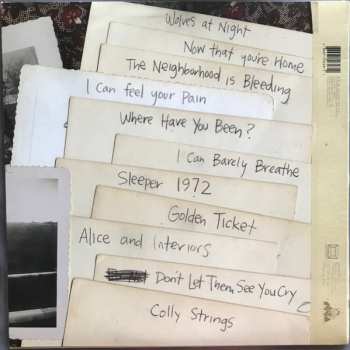 Wolves at Night
Now that you're Home
The Neighborhood is Bleeding
I can feel your Pain
Where Have You Been?
I Can Barely Breathe
Sleeper 1972
Golden Ticket
Alice and Interiors
Don't Let Them See You Cry
Colly Strings